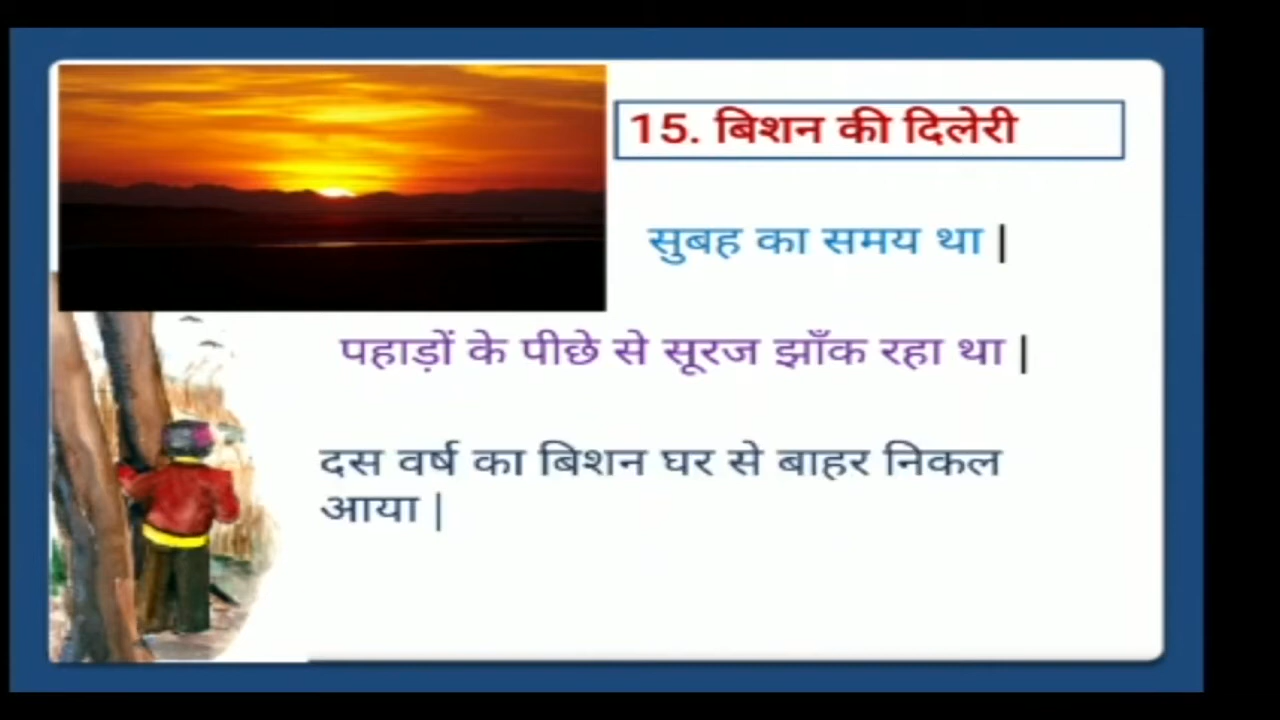 15. बिशन की दिलेरी
सुबह का समय था |
पहाड़ों के पीछे से सूरज झाँक रहा था |
दस वर्ष का बिशन घर से बाहर निकल
आया |